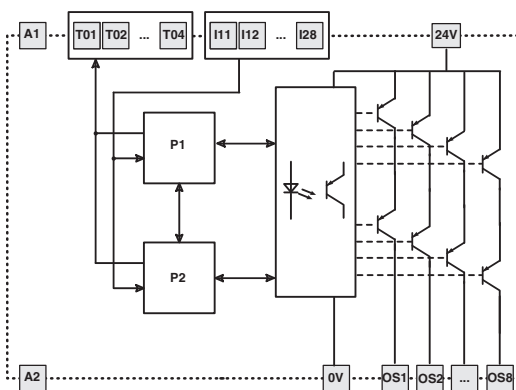 A1 T01 T02 ... T04 I11 I12 ... I28 24V
P1
P2
A2 0V OS1 OS2 ... OS8